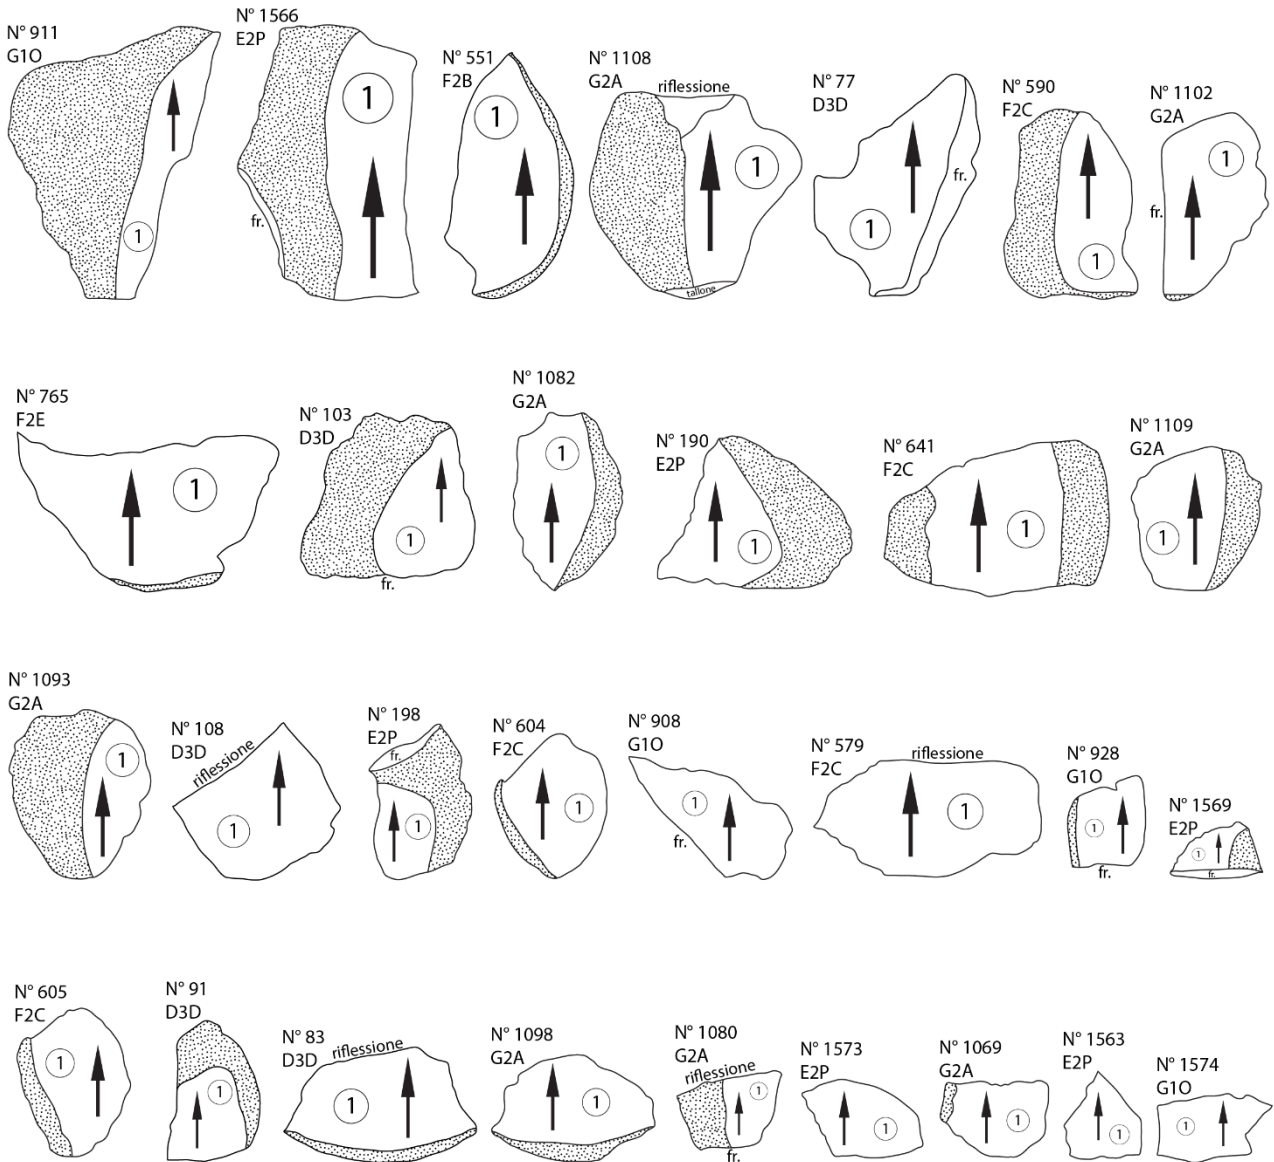 N° 911
G1O
1
N° 1566
E2P
1
fr.
N° 551
F2B
1
N° 1108
G2A
riflessione
1
tallone
N° 77
D3D
1
fr.
N° 590
F2C
1
N° 1102
G2A
1
fr.
N° 765
F2E
1
N° 103
D3D
1
fr.
N° 1082
G2A
1
N° 190
E2P
1
N° 641
F2C
1
N° 1109
G2A
1
N° 1093
G2A
1
N° 108
D3D
riflessione
1
N° 198
E2P
fr.
1
N° 604
F2C
1
N° 908
G1O
1
fr.
N° 579
F2C
riflessione
1
N° 928
G1O
1
fr.
N° 1569
E2P
1
fr.
N° 605
F2C
1
N° 91
D3D
1
N° 83
D3D
riflessione
1
N° 1098
G2A
1
N° 1080
G2A
riflessione
1
fr.
N° 1573
E2P
1
N° 1069
G2A
1
N° 1563
E2P
1
N° 1574
G1O
1